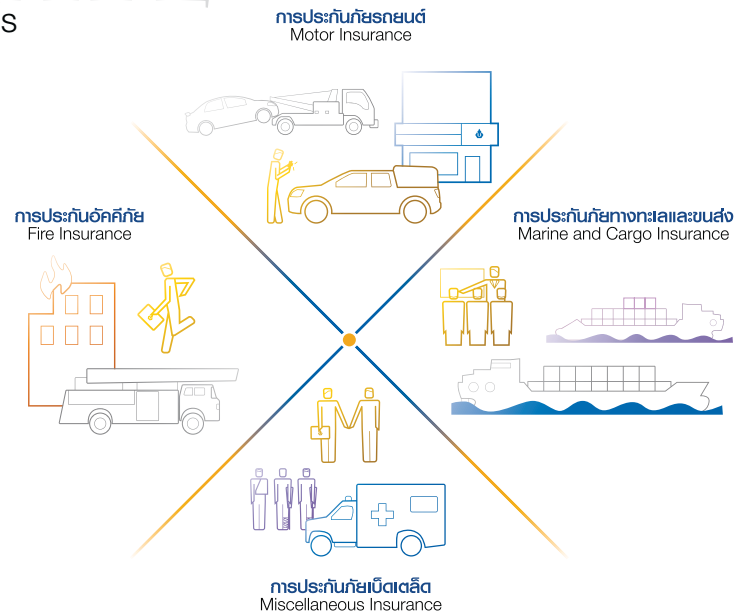 s
การประกันภัยรถยนต์
Motor Insurance
การประกันอัคคีภัย
Fire Insurance
การประกันภัยทางทะเลและขนส่ง
Marine and Cargo Insurance
การประกันภัยเบ็ดเตล็ด
Miscellaneous Insurance